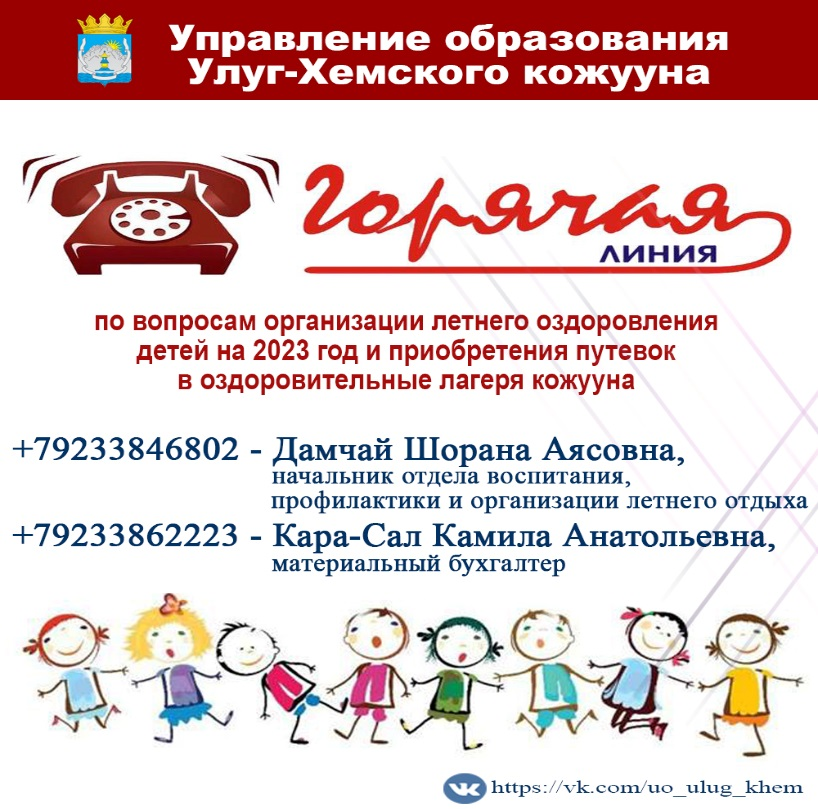 Управление образования
Улуг-Хемского кожууна
Горячая
ЛИНИЯ
по вопросам организации летнего оздоровления
детей на 2023 год и приобретения путевок
в оздоровительные лагеря кожууна
+79233846802 - Дамчай Шорана Аясовна,
начальник отдела воспитания,
профилактики и организации летнего отдыха
+79233862223 - Кара-Сал Камила Анатольевна,
материальный бухгалтер
https://vk.com/uo_ulug_khem